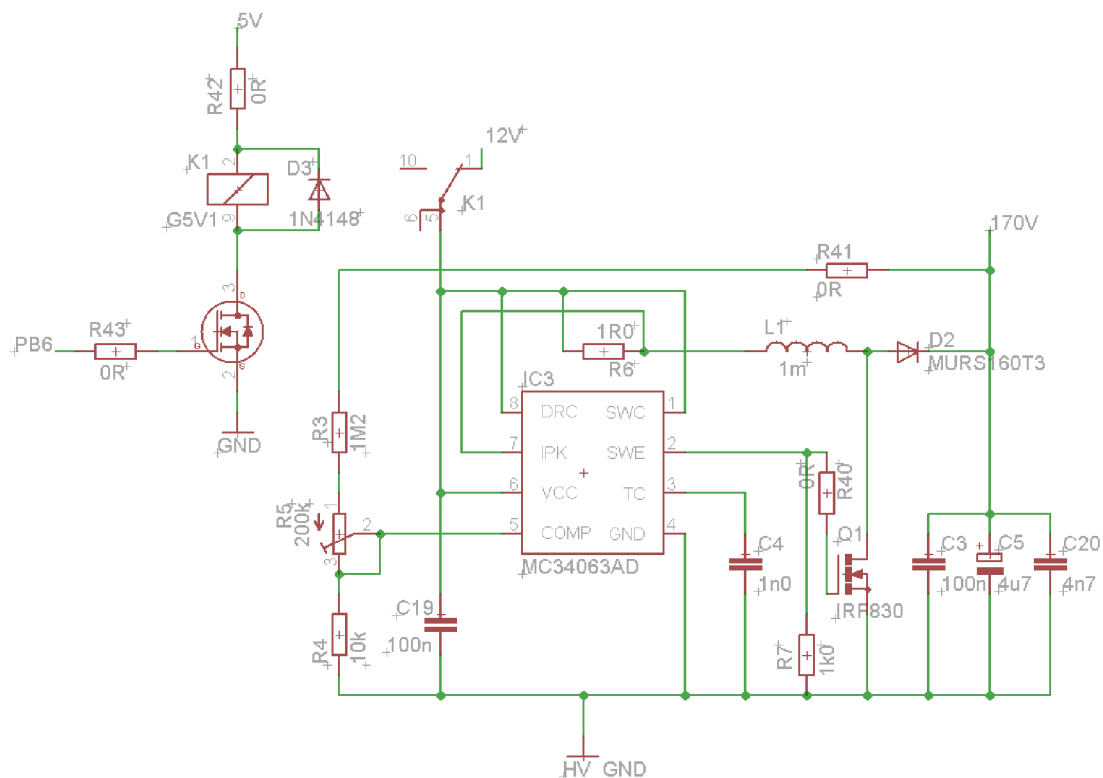 5V
R42
0R
K1
2
D3
1N4148
G5V1
9
3
D
PB6
R43
0R
1
G
S
2
GND
12V
10
1
K1
6
5
170V
R41
0R
1R0
R6
L1
1m
D2
MURS160T3
IC3
8
DRC
SWC
1
7
IPK
SWE
2
6
VCC
TC
3
5
COMP
GND
4
MC34063AD
R3
1M2
R5
200k
1
2
3
R4
10k
C19
100n
C4
1n0
0R
R40
Q1
IRF830
R7
1k0
C3
100n
C5
4u7
C20
4n7
HV GND